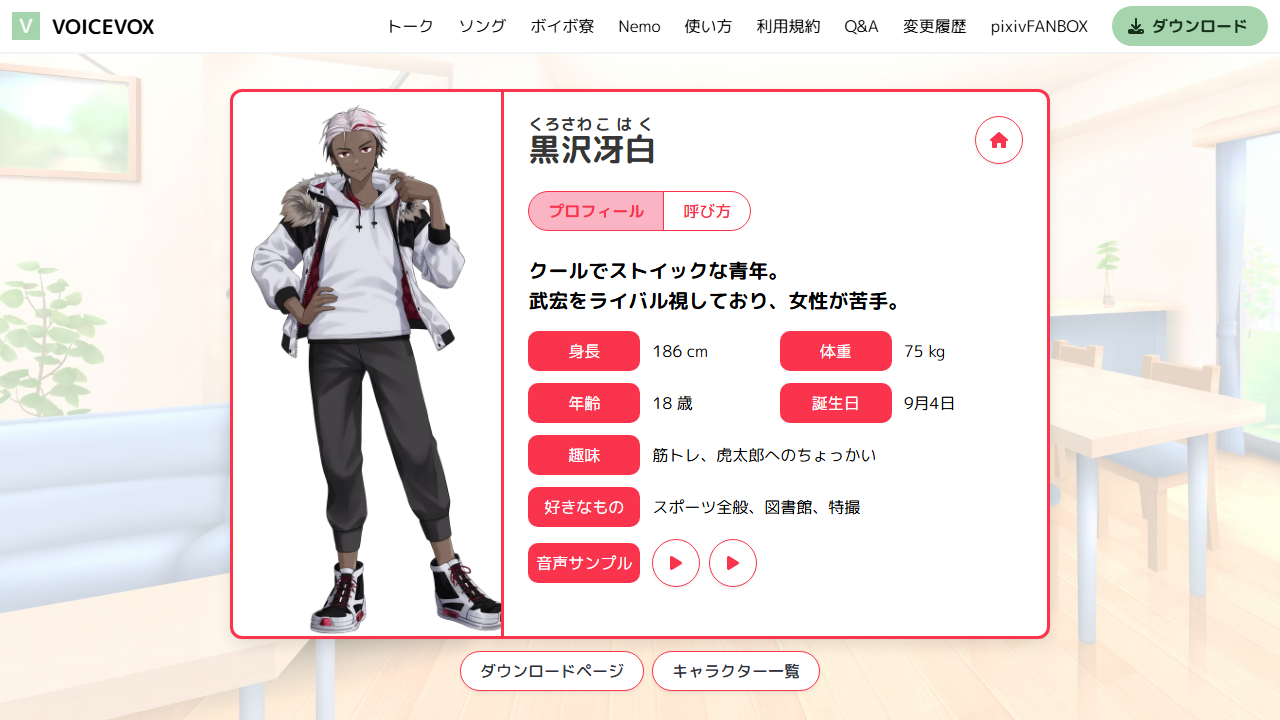 V VOICEVOX トーク ソング ボイボ寮 Nemo 使い方 利用規約 Q&A 変更履歴 pixivFANBOX ダウンロード
くろさわこはく
黒沢冴白
プロフィール 呼び方
クールでストイックな青年。
武宏をライバル視しており、女性が苦手。
身長 186 cm 体重 75 kg
年齢 18 歳 誕生日 9月4日
趣味 筋トレ、虎太郎へのちょっかい
好きなもの スポーツ全般、図書館、特撮
音声サンプル
ダウンロードページ キャラクター一覧